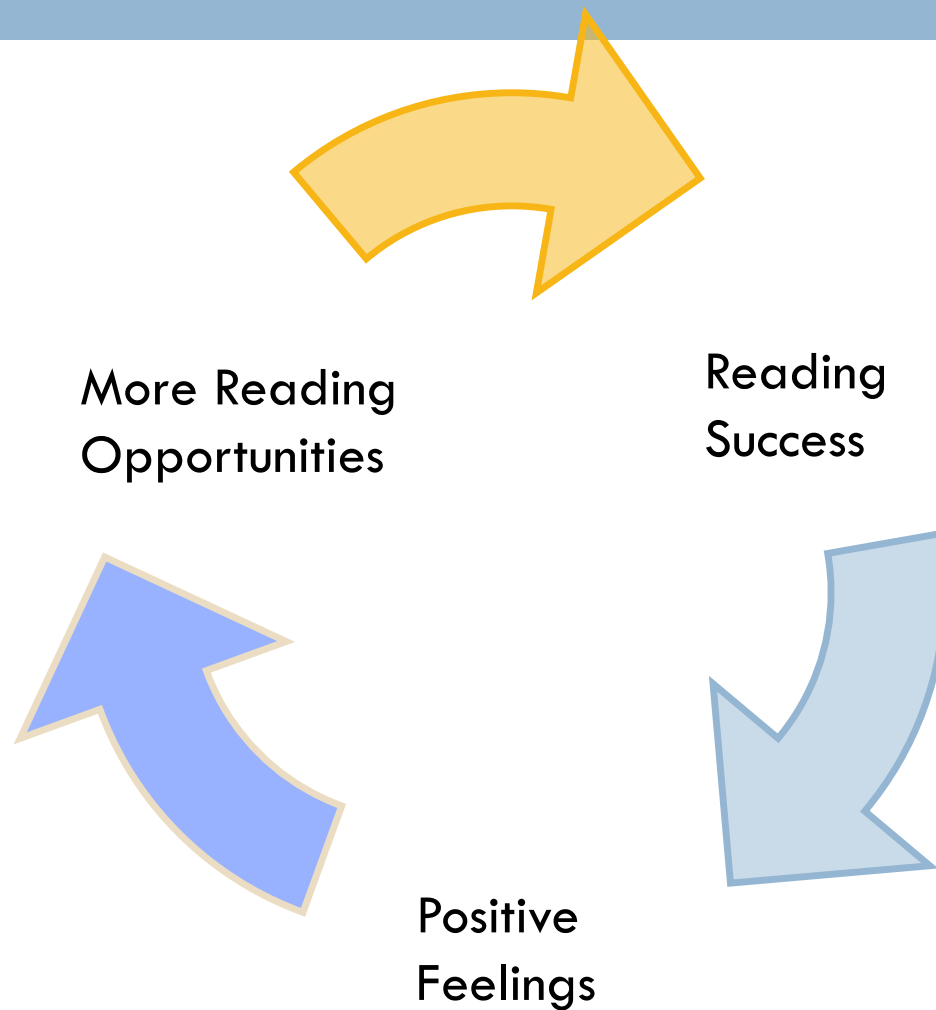 More Reading
Opportunities
Reading
Success
Positive
Feelings